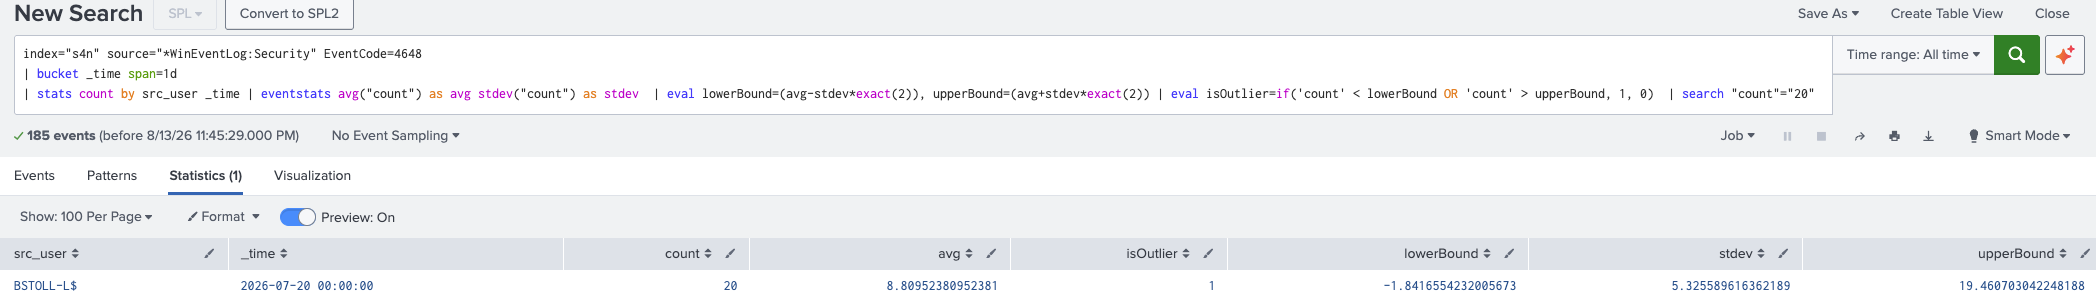 New Search SPL Convert to SPL2 Save As Create Table View Close
index="s4n" source="*WinEventLog:Security" EventCode=4648
| bucket _time span=1d
| stats count by src_user _time | eventstats avg("count") as avg stdev("count") as stdev | eval lowerBound=(avg-stdev*exact(2)), upperBound=(avg+stdev*exact(2)) | eval isOutlier=if('count' < lowerBound OR 'count' > upperBound, 1, 0) | search "count"="20"
Time range: All time
185 events (before 8/13/26 11:45:29.000 PM) No Event Sampling Job Smart Mode
Events Patterns Statistics (1) Visualization
Show: 100 Per Page Format Preview: On
src_user _time count avg isOutlier lowerBound stdev upperBound
BSTOLL-L$ 2026-07-20 00:00:00 20 8.80952380952381 1 -1.8416554232005673 5.325589616362189 19.460703042248188